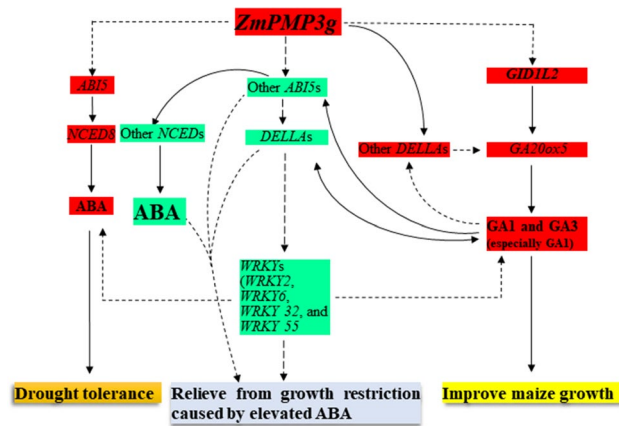 ZmPMP3g
ABI5
Other ABI5s
GID1L2
NCED8
Other NCEDs
DELLAs
Other DELLAs
GA20ox5
ABA
ABA
GA1 and GA3
(especially GA1)
WRKYs
(WRKY2,
WRKY6,
WRKY 32, and
WRKY 55
Drought tolerance
Relieve from growth restriction
caused by elevated ABA
Improve maize growth